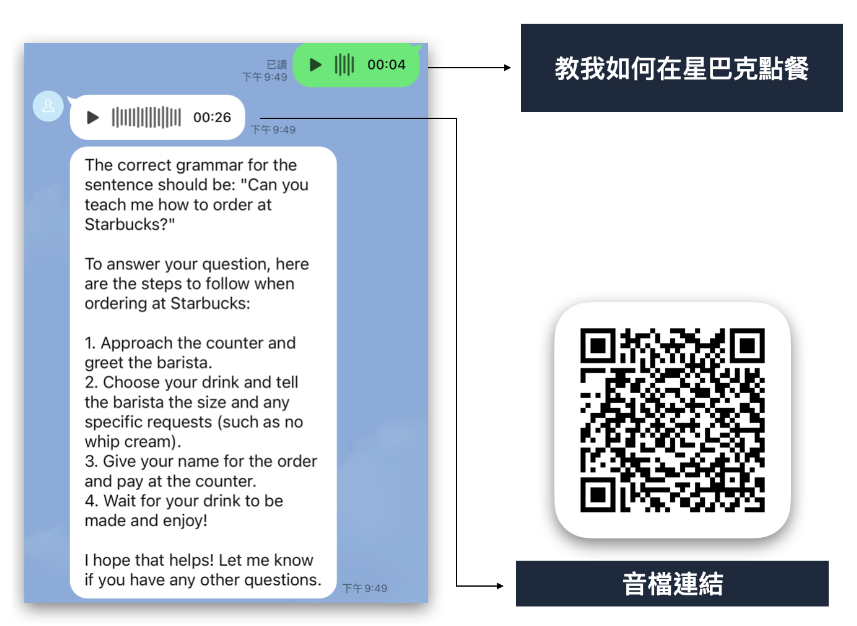 已讀
下午9:49
00:04
教我如何在星巴克點餐
00:26
下午9:49
The correct grammar for the
sentence should be: "Can you
teach me how to order at
Starbucks?"
To answer your question, here
are the steps to follow when
ordering at Starbucks:
1. Approach the counter and
greet the barista.
2. Choose your drink and tell
the barista the size and any
specific requests (such as no
whip cream).
3. Give your name for the order
and pay at the counter.
4. Wait for your drink to be
made and enjoy!
I hope that helps! Let me know
if you have any other questions.
下午9:49
音檔連結